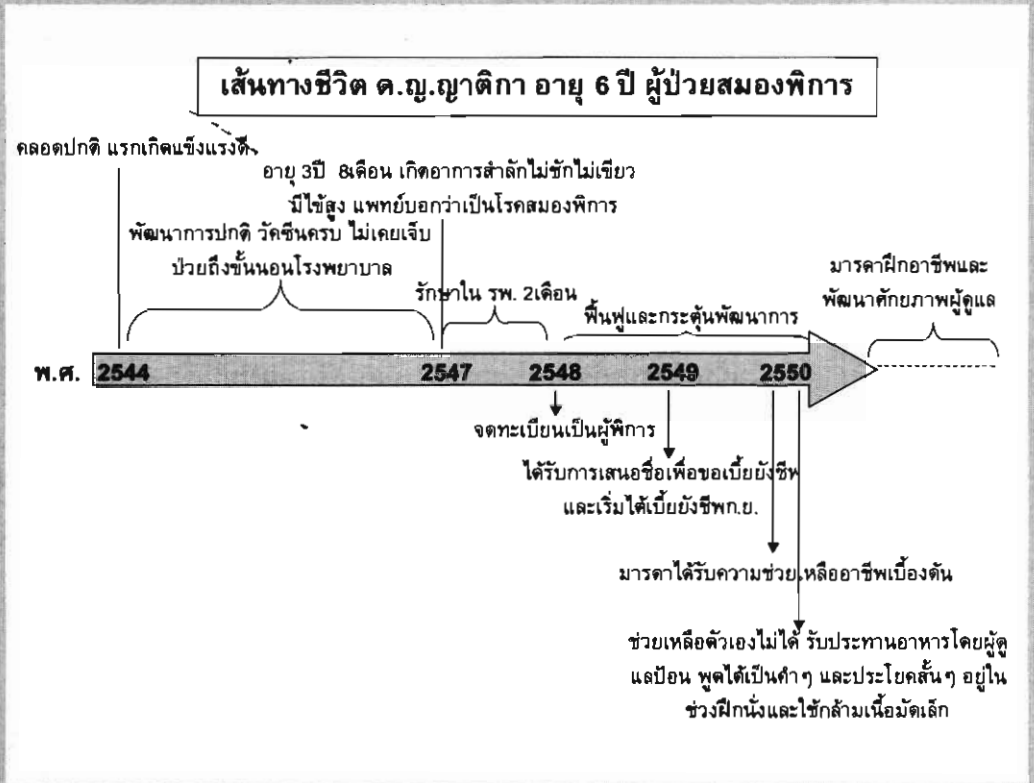 เส้นทางชีวิต ด.ญ.ญาติกา อายุ 6 ปี ผู้ป่วยสมองพิการ
คลอดปกติ แรกเกิดแข็งแรงดี
อายุ 3ปี 8เดือน เกิดอาการสำลักไม่ชักไม่เขียว
มีไข้สูง แพทย์บอกว่าเป็นโรคสมองพิการ
พัฒนาการปกติ วัคซีนครบ ไม่เคยเจ็บ
ป่วยถึงขั้นนอนโรงพยาบาล
รักษาใน รพ. 2เดือน
ฟื้นฟูและกระตุ้นพัฒนาการ
มารดาฝึกอาชีพและ
พัฒนาศักยภาพผู้ดูแล
พ.ศ. 2544 2547 2548 2549 2550
จดทะเบียนเป็นผู้พิการ
ได้รับการเสนอชื่อเพื่อขอเบี้ยยังชีพ
และเริ่มได้เบี้ยยังชีพก.ย.
มารดาได้รับความช่วยเหลืออาชีพเบื้องต้น
ช่วยเหลือตัวเองไม่ได้ รับประทานอาหารโดยผู้ดู
แลป้อน พูดได้เป็นคำๆ และประโยคสั้นๆ อยู่ใน
ช่วงฝึกนั่งและใช้กล้ามเนื้อมัดเล็ก